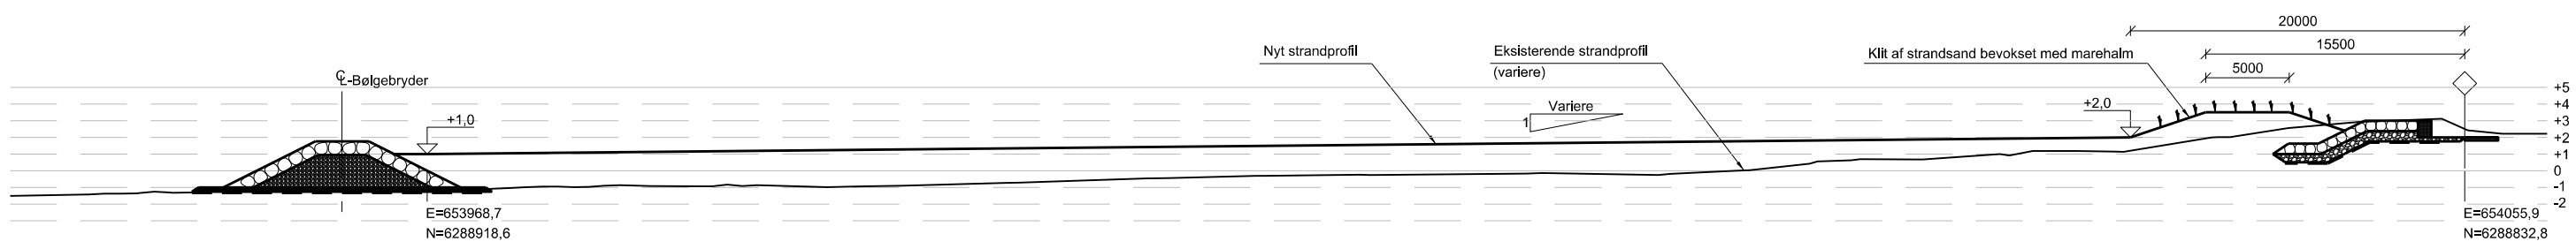 20000
15500
5000
Nyt strandprofil
Eksisterende strandprofil
(variere)
Klit af strandsand bevokset med marehalm
℄-Bølgebryder
+1,0
1
Variere
+2,0
+5
+4
+3
+2
+1
0
-1
-2
E=653968,7
N=6288918,6
E=654055,9
N=6288832,8